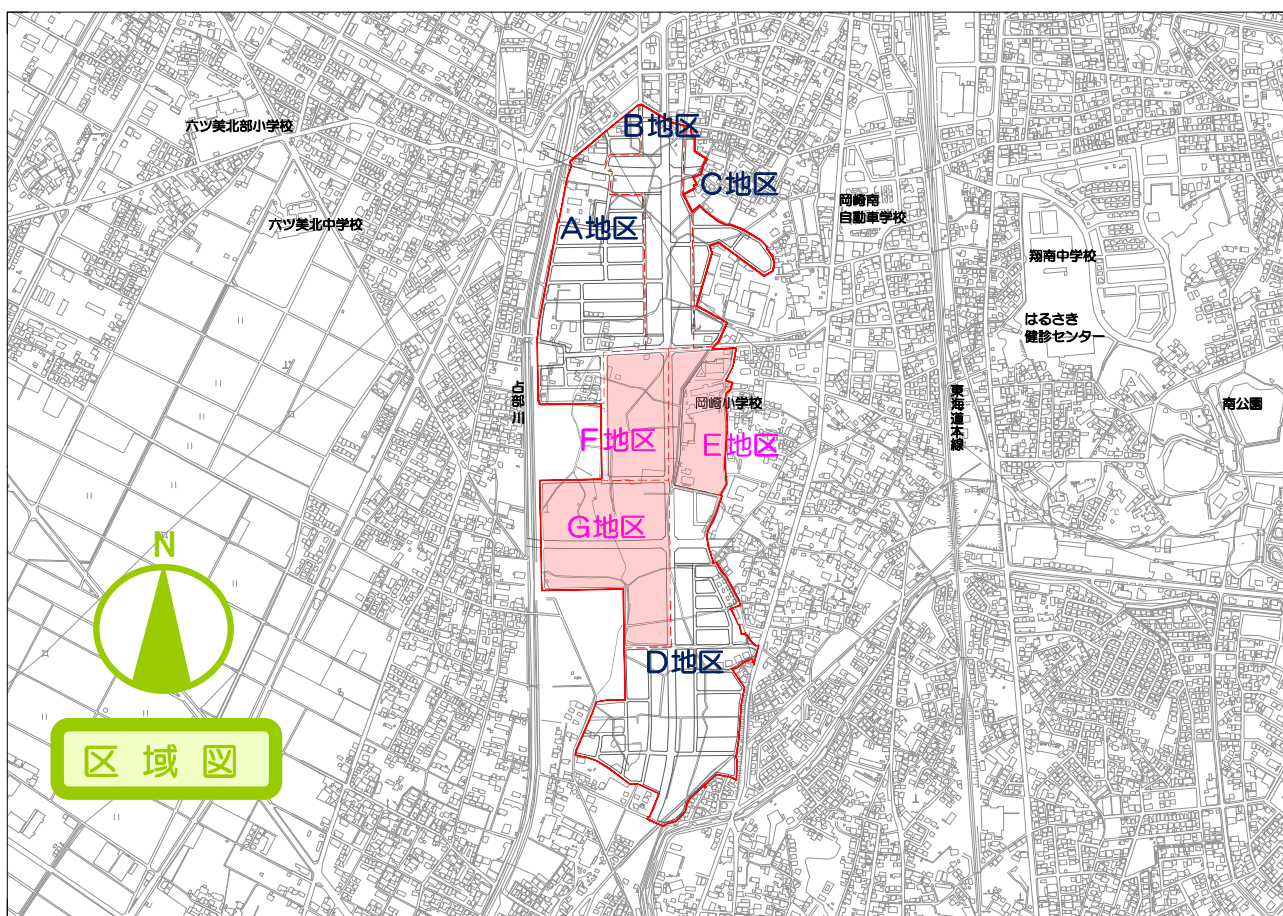 六ツ美北部小学校
B地区
C地区
岡崎南
自動車学校
六ツ美北中学校
A地区
翔南中学校
はるさき
健診センター
占部川
岡崎小学校
東海道本線
南公園
F地区
E地区
G地区
N
D地区
区域図